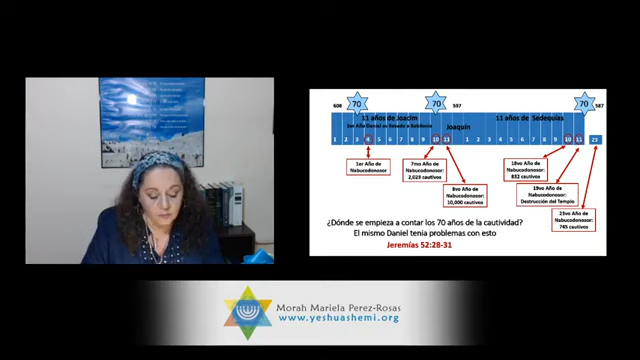 608
70
70
597
70
587
11 años de Joacim
3er Año Daniel es llevado a Babilonia
Joaquín
11 años de Sedequías
1 2 3 4 5 6 7 8 9 10 11 1 2 3 4 5 6 7 8 9 10 11 23
1er Año de
Nabucodonosor
7mo Año de
Nabucodonosor:
2,023 cautivos
8vo Año de
Nabucodonosor:
10,000 cautivos
18vo Año de
Nabucodonosor:
832 cautivos
19vo Año de
Nabucodonosor:
Destrucción del Templo
23vo Año de
Nabucodonosor:
745 cautivos
¿Dónde se empieza a contar los 70 años de la cautividad?
El mismo Daniel tenia problemas con esto
Jeremías 52:28-31
Morah Mariela Perez-Rosas
www.yeshuashemi.org